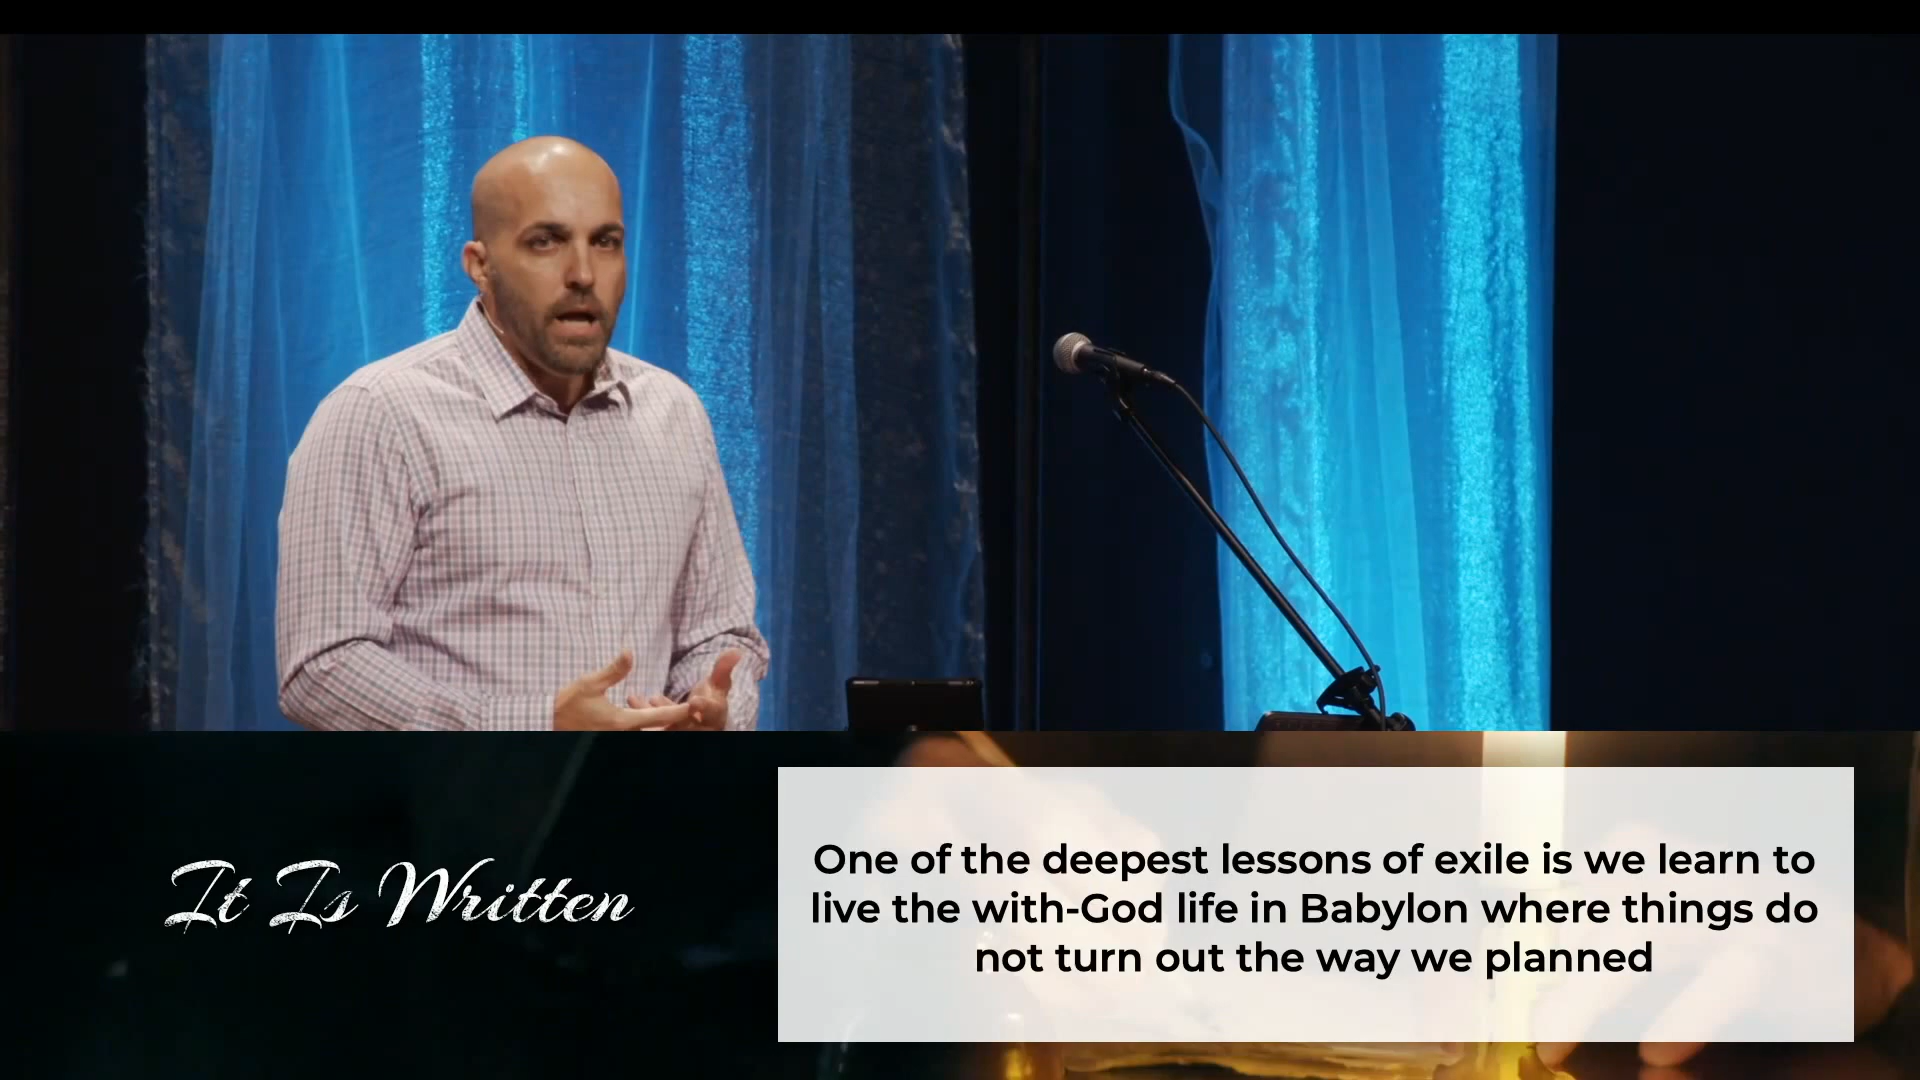 It Is Written
One of the deepest lessons of exile is we learn to
live the with-God life in Babylon where things do
not turn out the way we planned